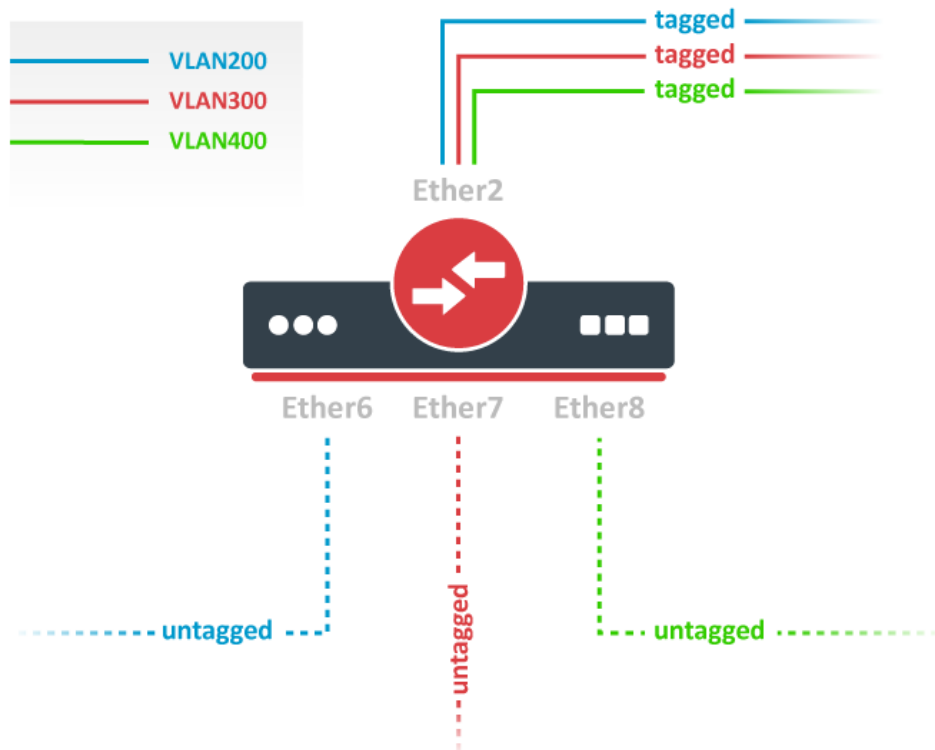 tagged
VLAN200
tagged
VLAN300
tagged
VLAN400
Ether2
Ether6
Ether7
Ether8
untagged
untagged
untagged